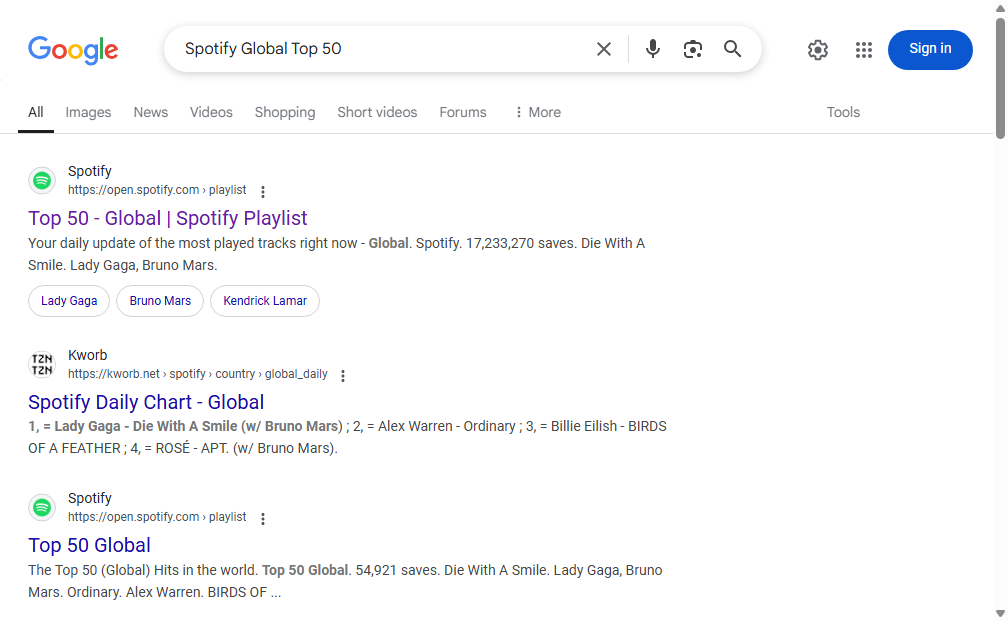 Google
Spotify Global Top 50
Sign in
All Images News Videos Shopping Short videos Forums More Tools
Spotify
https://open.spotify.com › playlist
Top 50 - Global | Spotify Playlist
Your daily update of the most played tracks right now - Global. Spotify. 17,233,270 saves. Die With A
Smile. Lady Gaga, Bruno Mars.
Lady Gaga Bruno Mars Kendrick Lamar
TZN
TZN
Kworb
https://kworb.net › spotify › country › global_daily
Spotify Daily Chart - Global
1, = Lady Gaga - Die With A Smile (w/ Bruno Mars) ; 2, = Alex Warren - Ordinary ; 3, = Billie Eilish - BIRDS
OF A FEATHER ; 4, = ROSÉ - APT. (w/ Bruno Mars).
Spotify
https://open.spotify.com › playlist
Top 50 Global
The Top 50 (Global) Hits in the world. Top 50 Global. 54,921 saves. Die With A Smile. Lady Gaga, Bruno
Mars. Ordinary. Alex Warren. BIRDS OF ...